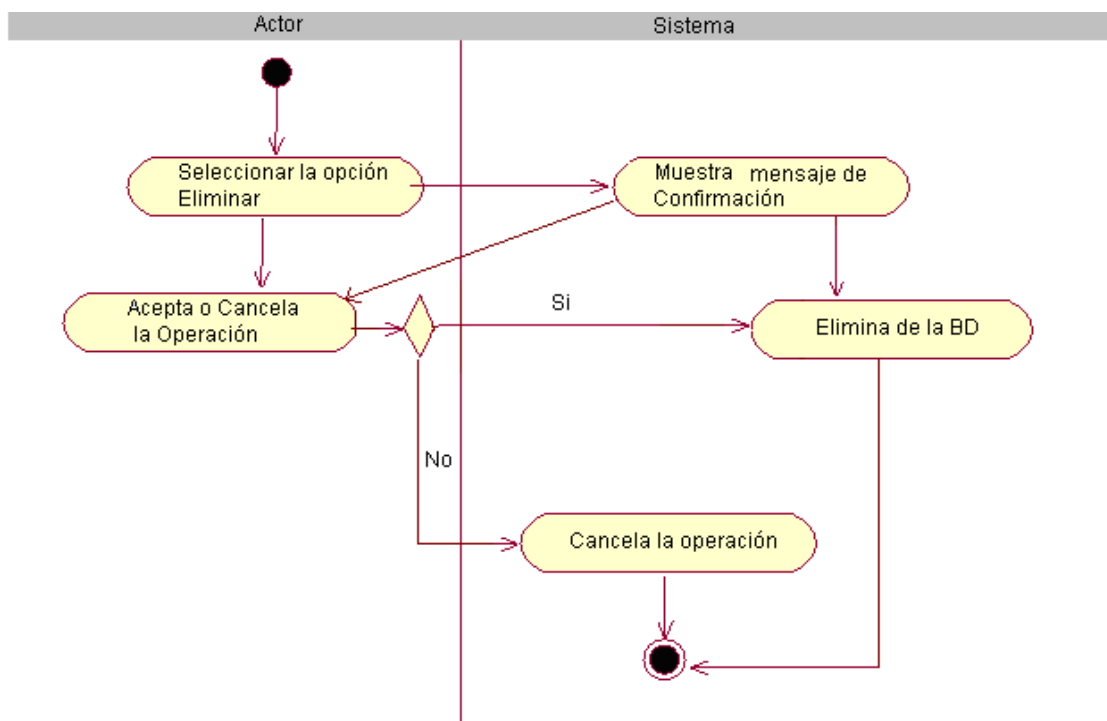 Actor
Sistema
Seleccionar la opción
Eliminar
Muestra mensaje de
Confirmación
Acepta o Cancela
la Operación
Si
Elimina de la BD
No
Cancela la operación